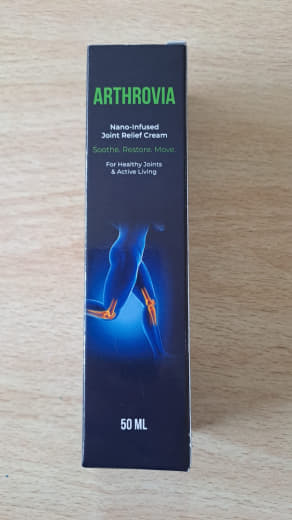 ARTHROVIA
Nano-Infused
Joint Relief Cream
Soothe. Restore. Move.
For Healthy Joints
& Active Living
50 ML